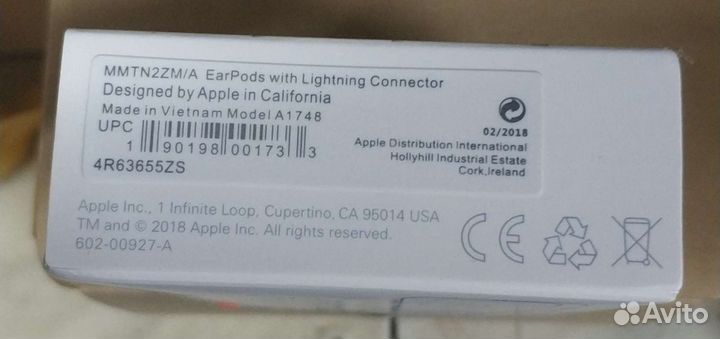 MMTN2ZM/A EarPods with Lightning Connector
Designed by Apple in California
Made in Vietnam Model A1748
UPC
1 90198 00173 3
4R63655ZS
02/2018
Apple Distribution International
Hollyhill Industrial Estate
Cork,Ireland
Apple Inc., 1 Infinite Loop, Cupertino, CA 95014 USA
TM and © 2018 Apple Inc. All rights reserved.
602-00927-A
CE
Avito